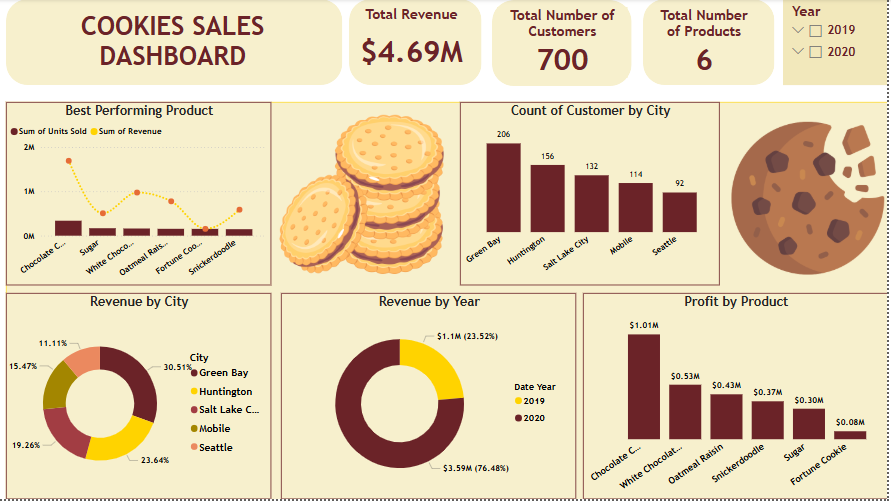 COOKIES SALES
DASHBOARD
Total Revenue
$4.69M
Total Number of
Customers
700
Total Number
of Products
6
Year
2019
2020
Best Performing Product
Sum of Units Sold Sum of Revenue
2M
1M
0M
Chocolate C...
Sugar
White Choco...
Oatmeal Rais...
Fortune Coo...
Snickerdoodle
Count of Customer by City
206
156
132
114
92
Green Bay
Huntington
Salt Lake City
Mobile
Seattle
Revenue by City
11.11%
15.47%
30.51%
19.26%
23.64%
City
Green Bay
Huntington
Salt Lake C...
Mobile
Seattle
Revenue by Year
$1.1M (23.52%)
$3.59M (76.48%)
Date Year
2019
2020
Profit by Product
$1.01M
$0.53M
$0.43M
$0.37M
$0.30M
$0.08M
Chocolate C...
White Chocolat...
Oatmeal Raisin
Snickerdoodle
Sugar
Fortune Cookie